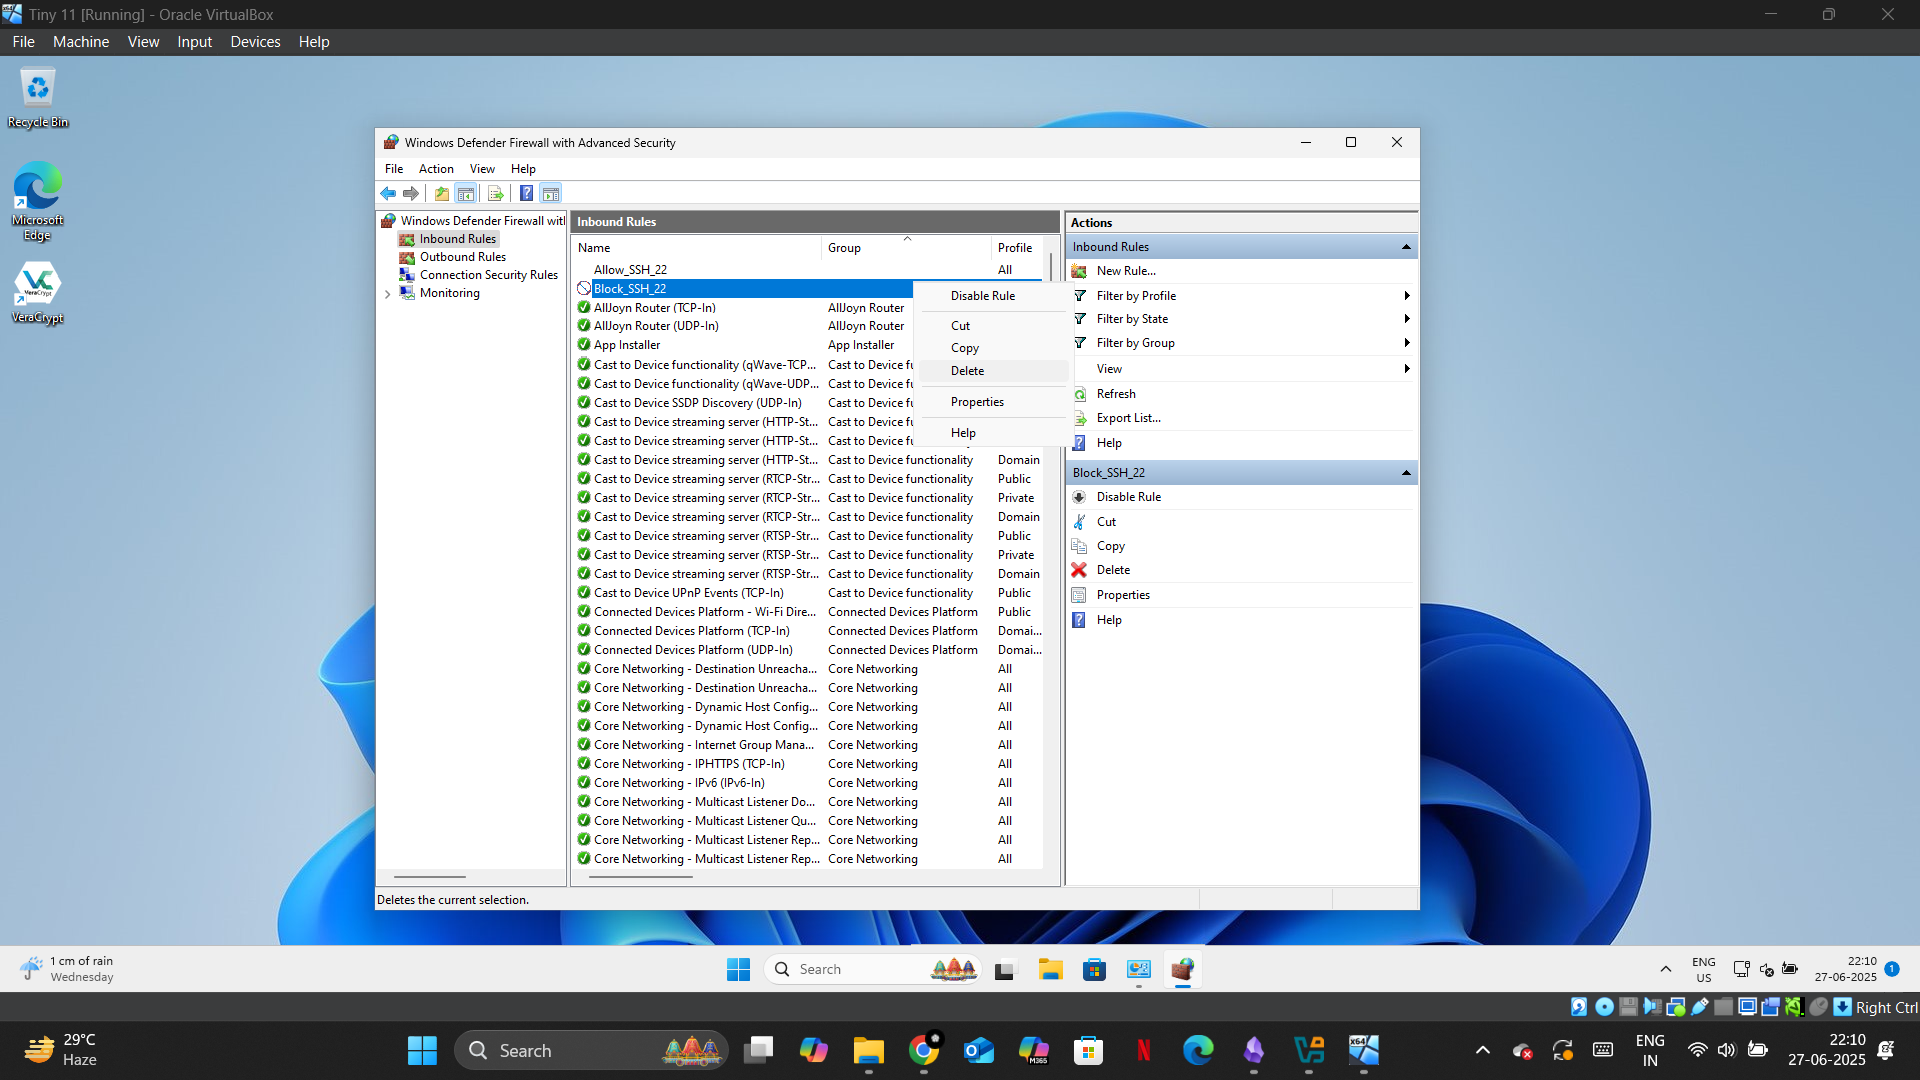 Tiny 11 [Running] - Oracle VirtualBox
File Machine View Input Devices Help
Recycle Bin
Microsoft
Edge
VeraCrypt
VeraCrypt
Windows Defender Firewall with Advanced Security
File Action View Help
Windows Defender Firewall witl
Inbound Rules
Outbound Rules
Connection Security Rules
Monitoring
Inbound Rules
Name Group Profile
Allow_SSH_22 All
Block_SSH_22
AllJoyn Router (TCP-In) AllJoyn Router
AllJoyn Router (UDP-In) AllJoyn Router
App Installer App Installer
Cast to Device functionality (qWave-TCP... Cast to Device fu
Cast to Device functionality (qWave-UDP... Cast to Device fu
Cast to Device SSDP Discovery (UDP-In) Cast to Device fu
Cast to Device streaming server (HTTP-St... Cast to Device fu
Cast to Device streaming server (HTTP-St... Cast to Device fu
Cast to Device streaming server (HTTP-St... Cast to Device functionality Domain
Cast to Device streaming server (RTCP-Str... Cast to Device functionality Public
Cast to Device streaming server (RTCP-Str... Cast to Device functionality Private
Cast to Device streaming server (RTCP-Str... Cast to Device functionality Domain
Cast to Device streaming server (RTSP-Str... Cast to Device functionality Public
Cast to Device streaming server (RTSP-Str... Cast to Device functionality Private
Cast to Device streaming server (RTSP-Str... Cast to Device functionality Domain
Cast to Device UPnP Events (TCP-In) Cast to Device functionality Public
Connected Devices Platform - Wi-Fi Dire... Connected Devices Platform Public
Connected Devices Platform (TCP-In) Connected Devices Platform Domai...
Connected Devices Platform (UDP-In) Connected Devices Platform Domai...
Core Networking - Destination Unreacha... Core Networking All
Core Networking - Destination Unreacha... Core Networking All
Core Networking - Dynamic Host Config... Core Networking All
Core Networking - Dynamic Host Config... Core Networking All
Core Networking - Internet Group Mana... Core Networking All
Core Networking - IPHTTPS (TCP-In) Core Networking All
Core Networking - IPv6 (IPv6-In) Core Networking All
Core Networking - Multicast Listener Do... Core Networking All
Core Networking - Multicast Listener Qu... Core Networking All
Core Networking - Multicast Listener Rep... Core Networking All
Core Networking - Multicast Listener Rep... Core Networking All
Disable Rule
Cut
Copy
Delete
Properties
Help
Actions
Inbound Rules
New Rule...
Filter by Profile
Filter by State
Filter by Group
View
Refresh
Export List...
Help
Block_SSH_22
Disable Rule
Cut
Copy
Delete
Properties
Help
Deletes the current selection.
1 cm of rain
Wednesday
Search
ENG
US
22:10
27-06-2025
1
Right Ctrl
29°C
Haze
Search
M365
x64
ENG
IN
22:10
27-06-2025